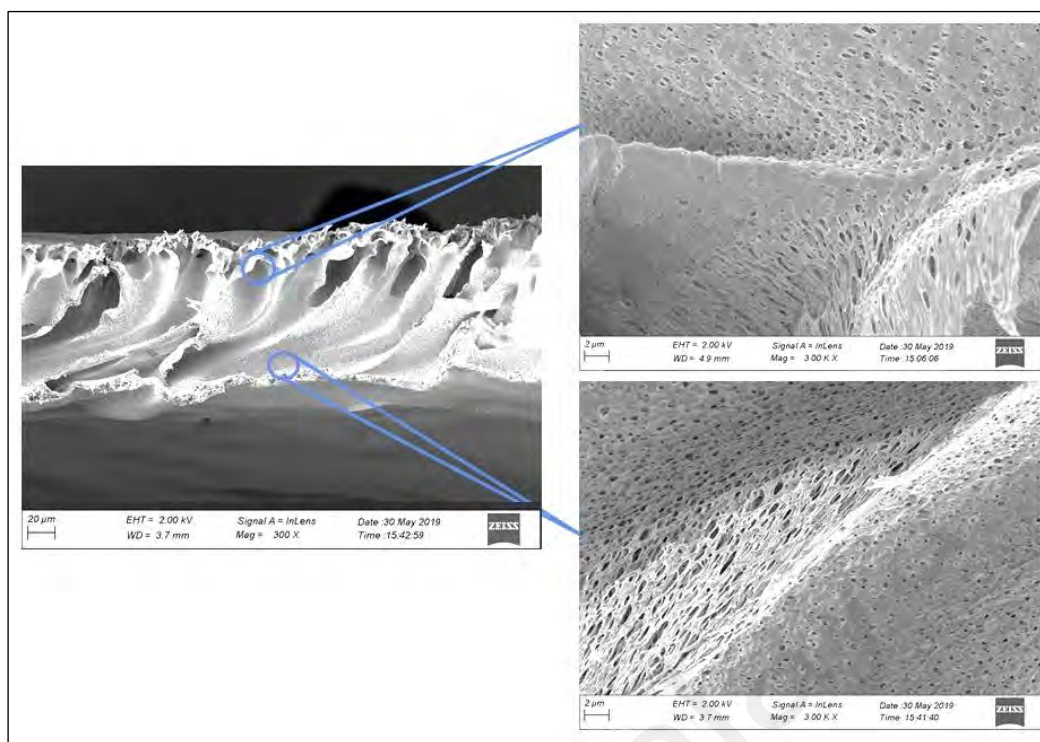 2 µm
EHT = 2.00 kV
Signal A = InLens
Date :30 May 2019
WD = 4.9 mm
Mag = 3.00 K X
Time :15:06:06
ZEISS
20 µm
EHT = 2.00 kV
Signal A = InLens
Date :30 May 2019
WD = 3.7 mm
Mag = 300 X
Time :15:42:59
ZEISS
2 µm
EHT = 2.00 kV
Signal A = InLens
Date :30 May 2019
WD = 3.7 mm
Mag = 3.00 K X
Time :15:41:40
ZEISS